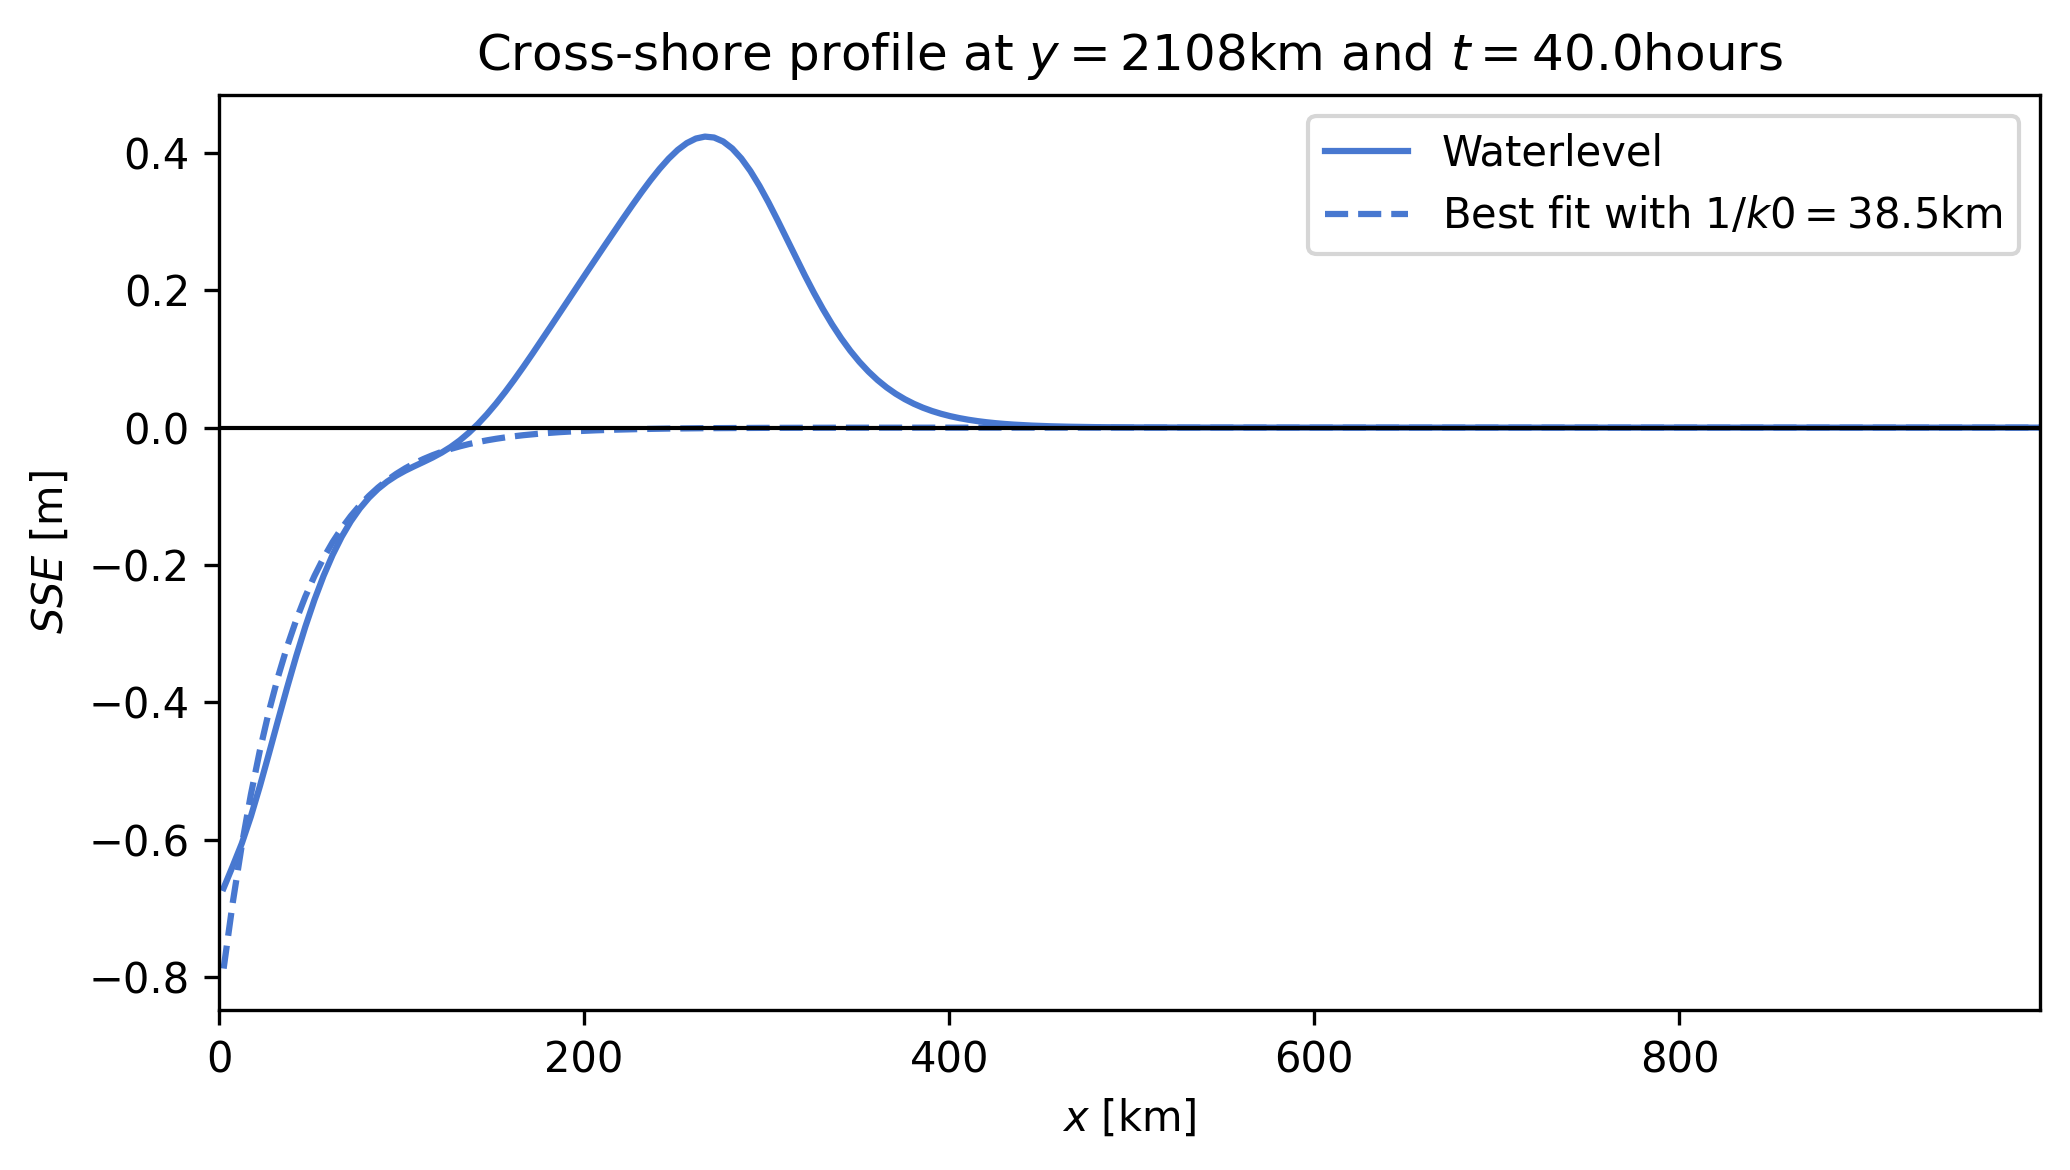 Cross-shore profile at y = 2108km and t = 40.0hours
Waterlevel
Best fit with 1/k0 = 38.5km
0.4
0.2
0.0
−0.2
−0.4
−0.6
−0.8
SSE [m]
0 200 400 600 800
x [km]